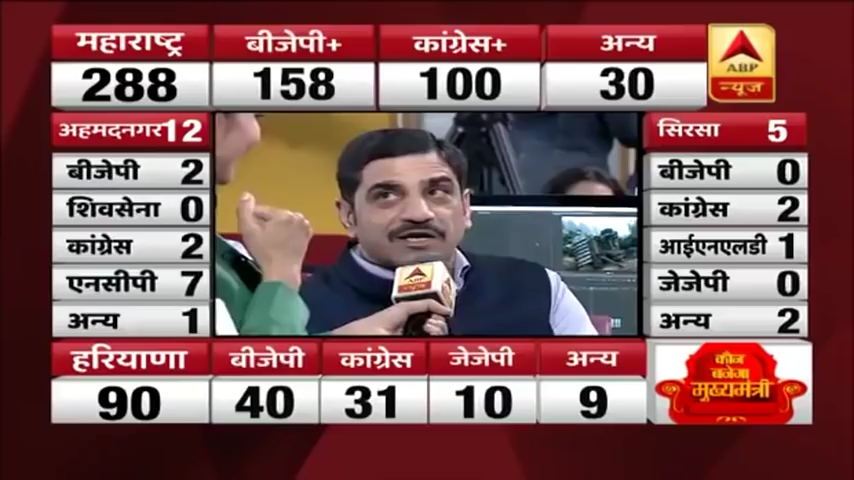 महाराष्ट्र बीजेपी+ कांग्रेस+ अन्य
288 158 100 30
ABP
न्यूज़
अहमदनगर 12
बीजेपी 2
शिवसेना 0
कांग्रेस 2
एनसीपी 7
अन्य 1
ABP
न्यूज़
सिरसा 5
बीजेपी 0
कांग्रेस 2
आईएनएलडी 1
जेजेपी 0
अन्य 2
हरियाणा बीजेपी कांग्रेस जेजेपी अन्य
90 40 31 10 9
कौन
बनेगा
मुख्यमंत्री